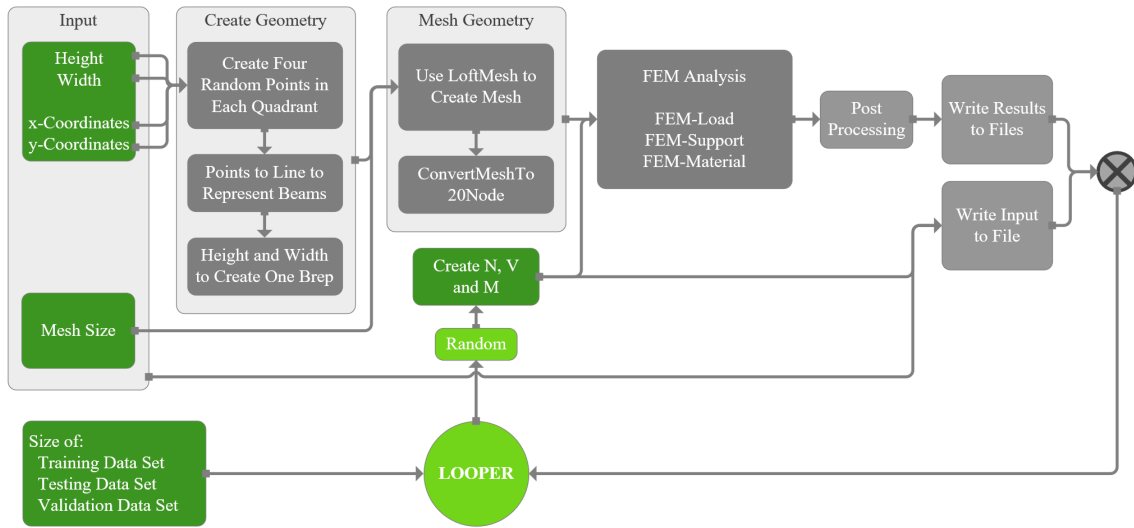 Input
Height
Width
x-Coordinates
y-Coordinates
Mesh Size
Create Geometry
Create Four
Random Points in
Each Quadrant
Points to Line to
Represent Beams
Height and Width
to Create One Brep
Mesh Geometry
Use LoftMesh to
Create Mesh
ConvertMeshTo
20Node
FEM Analysis
FEM-Load
FEM-Support
FEM-Material
Post
Processing
Write Results
to Files
Write Input
to File
Create N, V
and M
Random
LOOPER
Size of:
Training Data Set
Testing Data Set
Validation Data Set